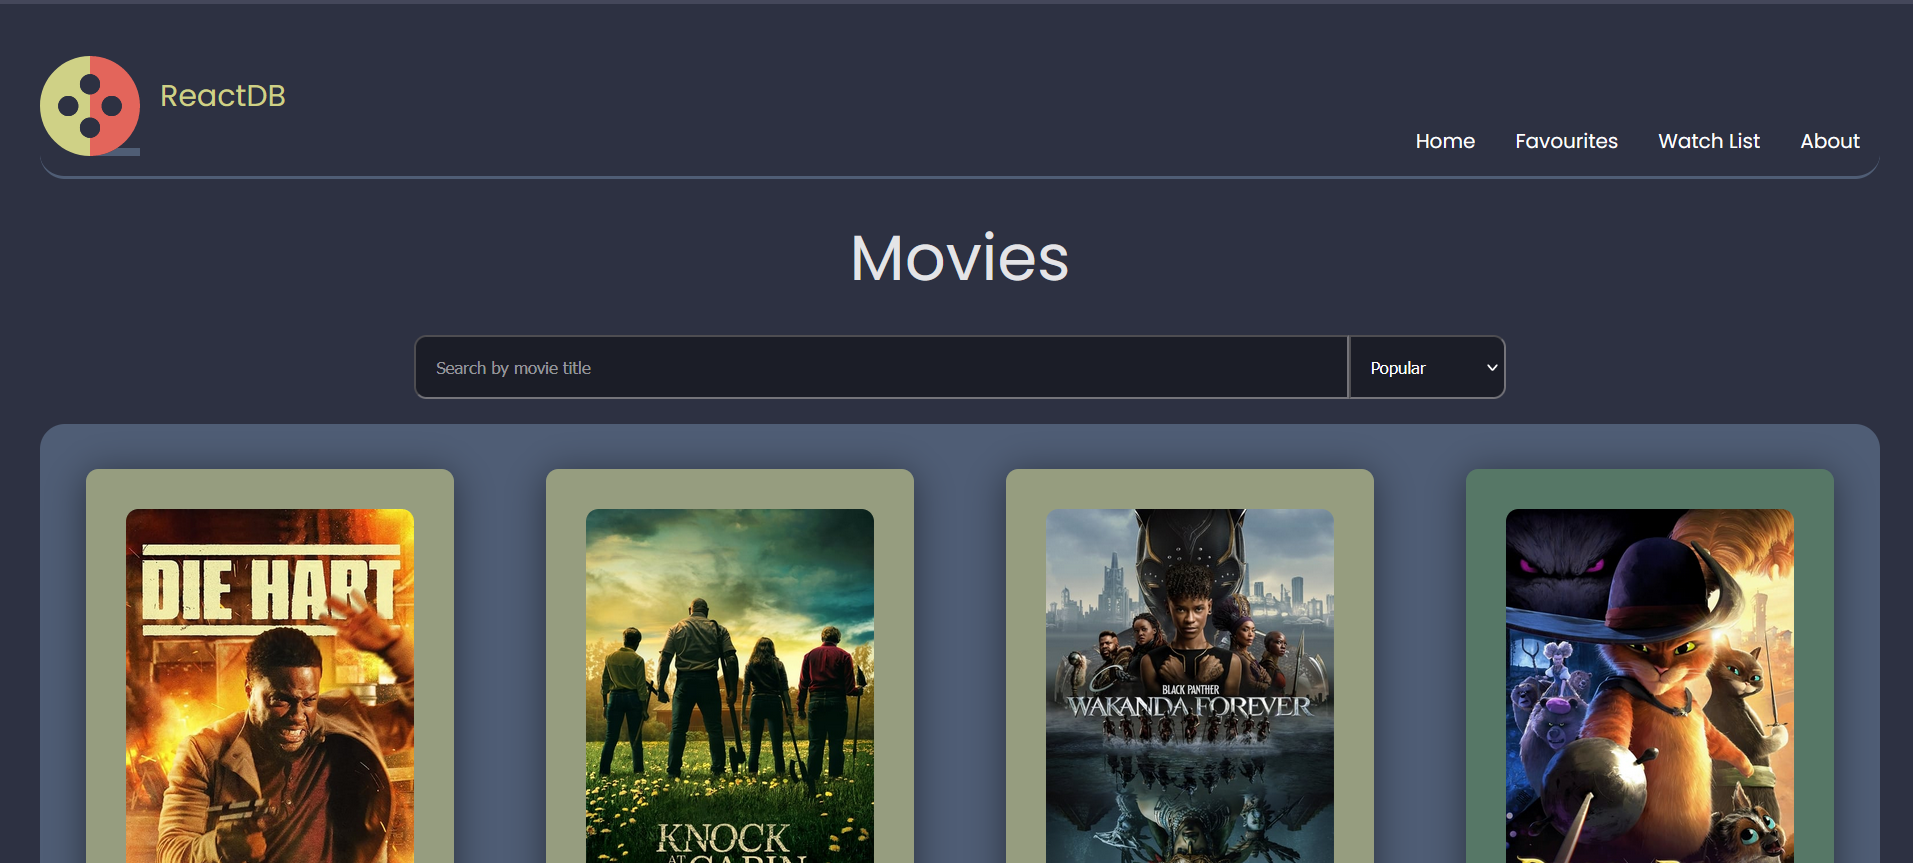 ReactDB
Home Favourites Watch List About
Movies
Search by movie title
Popular
DIE HART
KNOCK
AT
CABIN
BLACK PANTHER
WAKANDA FOREVER